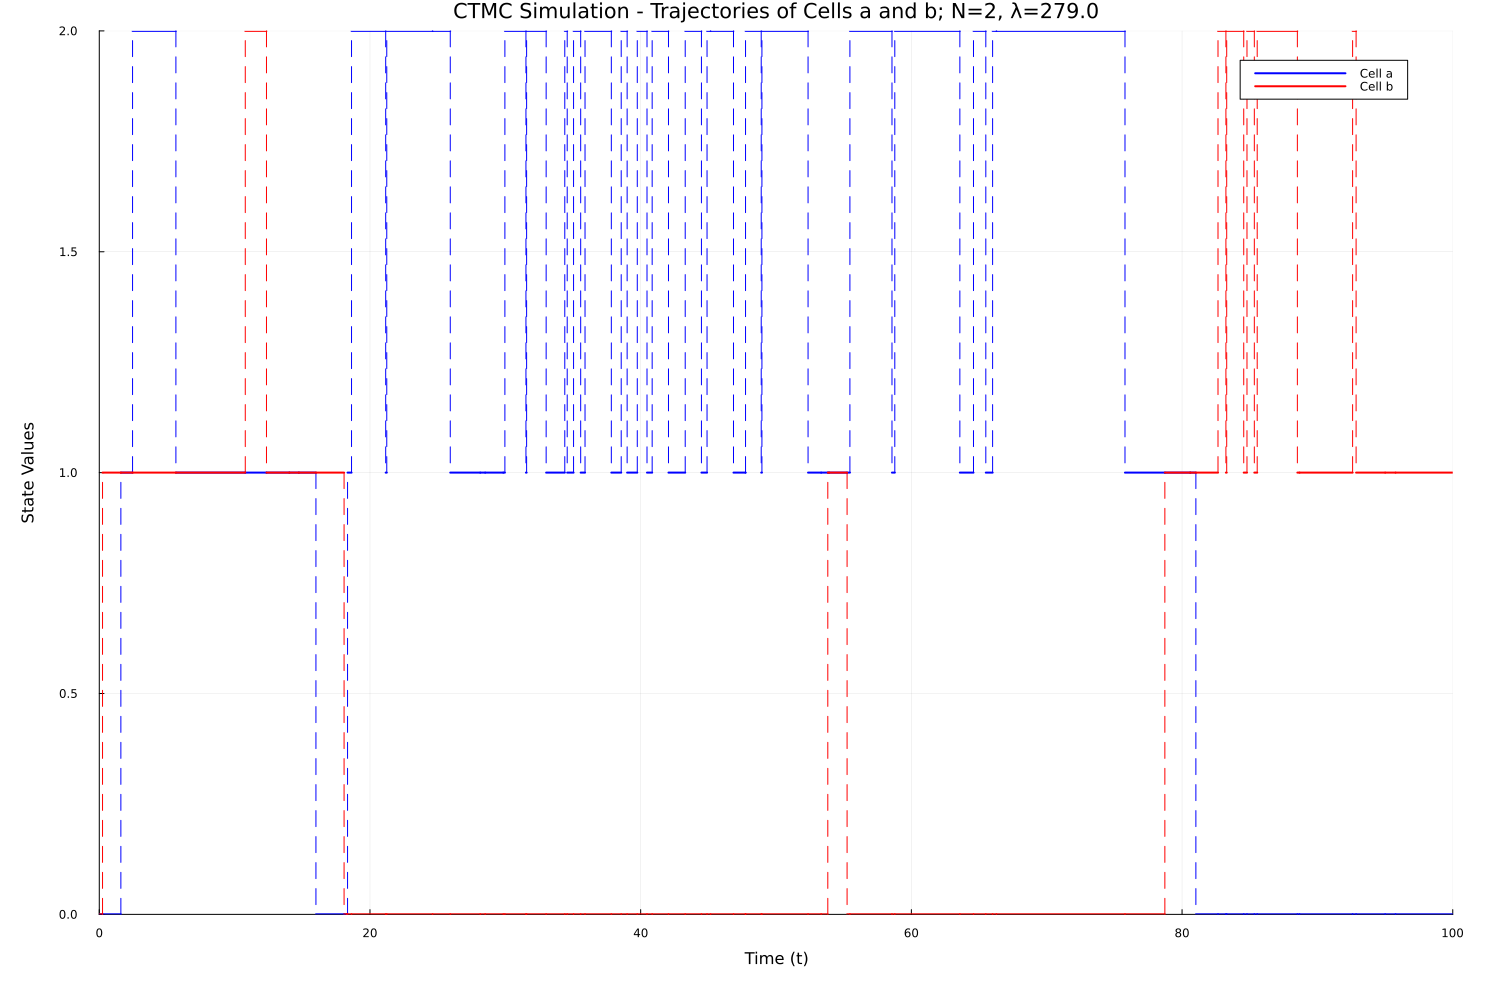 CTMC Simulation - Trajectories of Cells a and b; N=2, λ=279.0
2.0
Cell a
Cell b
1.5
1.0
State Values
0.5
0.0
0 20 40 60 80 100
Time (t)